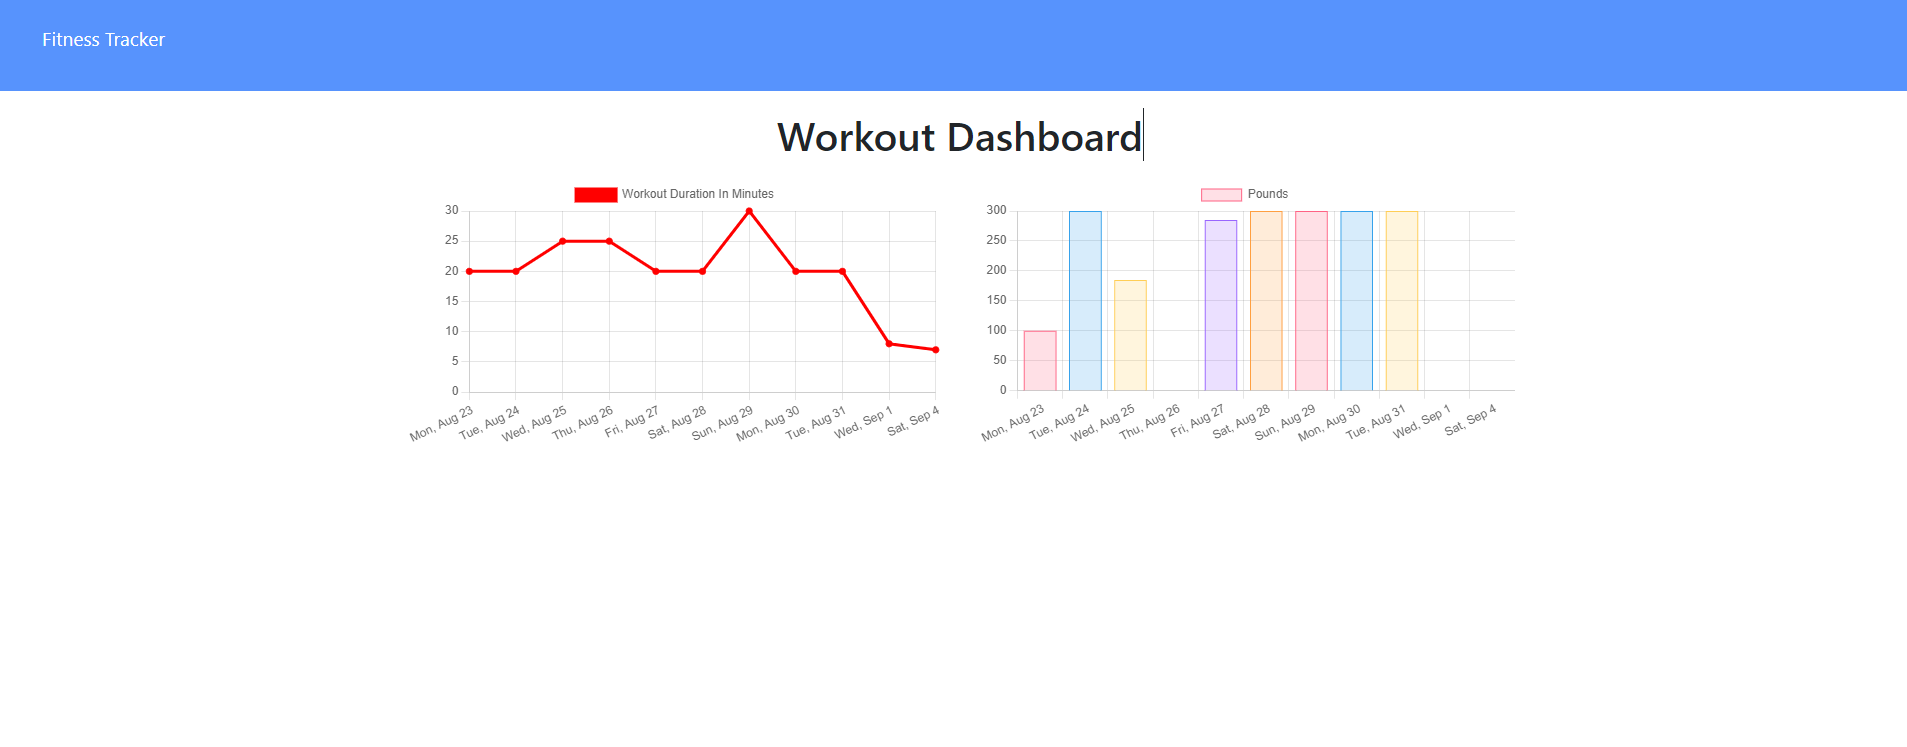 Fitness Tracker
Workout Dashboard
Workout Duration In Minutes
30
25
20
15
10
5
0
Mon, Aug 23
Tue, Aug 24
Wed, Aug 25
Thu, Aug 26
Fri, Aug 27
Sat, Aug 28
Sun, Aug 29
Mon, Aug 30
Tue, Aug 31
Wed, Sep 1
Sat, Sep 4
Pounds
300
250
200
150
100
50
0
Mon, Aug 23
Tue, Aug 24
Wed, Aug 25
Thu, Aug 26
Fri, Aug 27
Sat, Aug 28
Sun, Aug 29
Mon, Aug 30
Tue, Aug 31
Wed, Sep 1
Sat, Sep 4